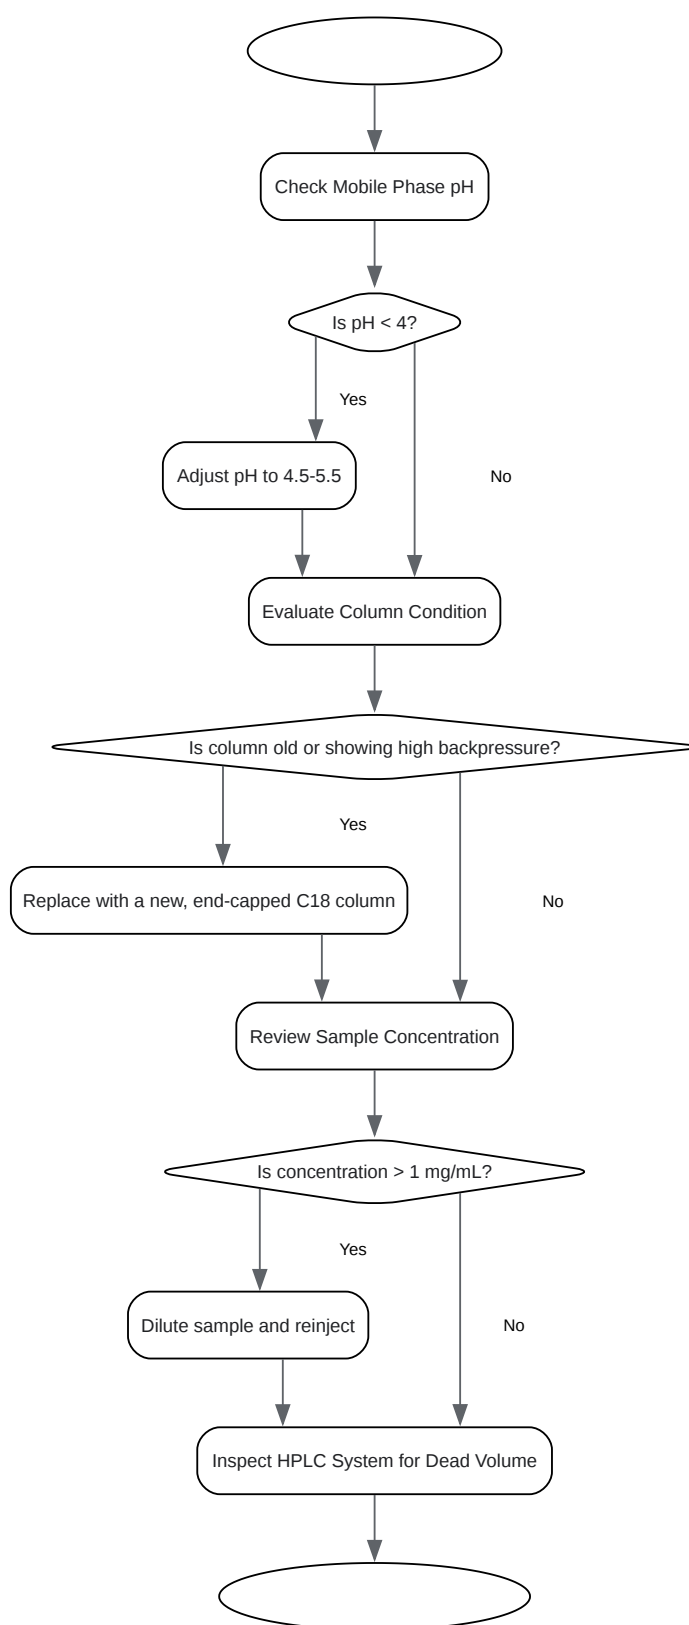 Check Mobile Phase pH
Is pH < 4?
Yes
Adjust pH to 4.5-5.5
No
Evaluate Column Condition
Is column old or showing high backpressure?
Yes
Replace with a new, end-capped C18 column
No
Review Sample Concentration
Is concentration > 1 mg/mL?
Yes
Dilute sample and reinject
No
Inspect HPLC System for Dead Volume